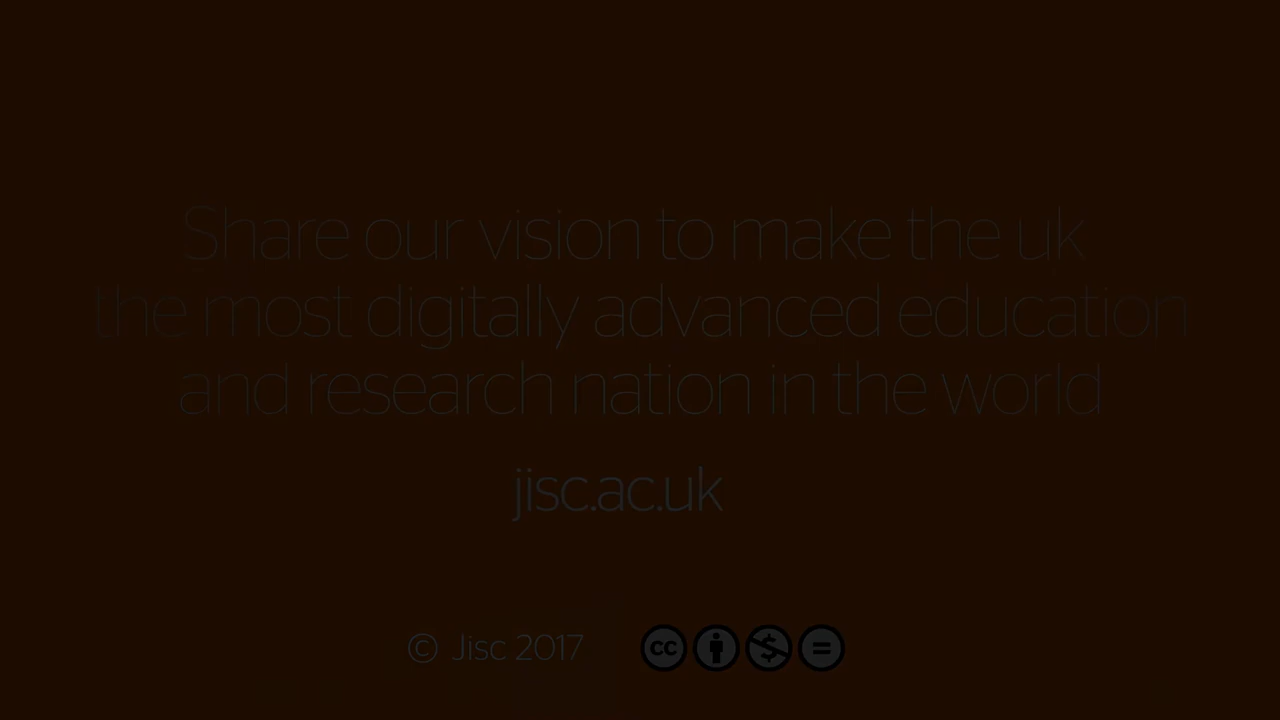 Share our vision to make the uk
the most digitally advanced education
and research nation in the world
jisc.ac.uk
© Jisc 2017 cc $ =